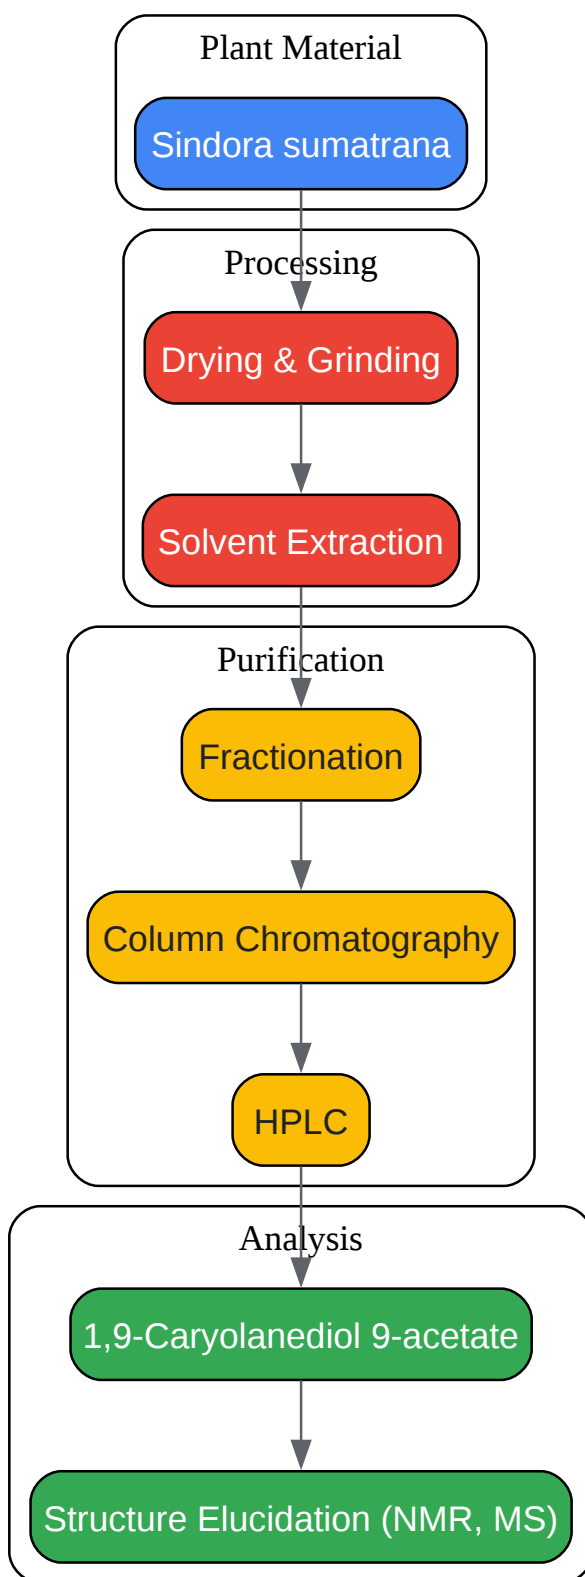 Plant Material
Sindora sumatrana
Processing
Drying & Grinding
Solvent Extraction
Purification
Fractionation
Column Chromatography
HPLC
Analysis
1,9-Caryolanediol 9-acetate
Structure Elucidation (NMR, MS)